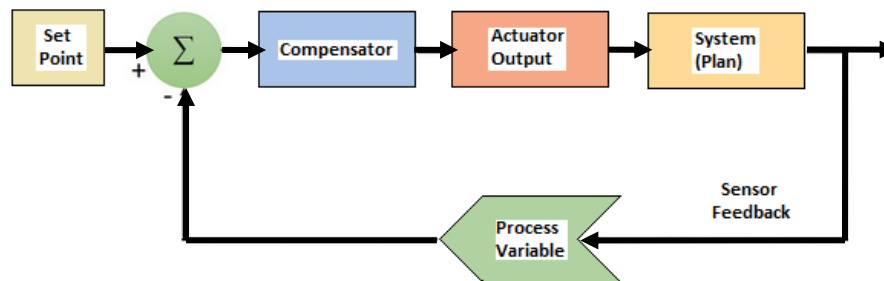 Set
Point
+
-
Σ
Compensator
Actuator
Output
System
(Plan)
Sensor
Feedback
Process
Variable